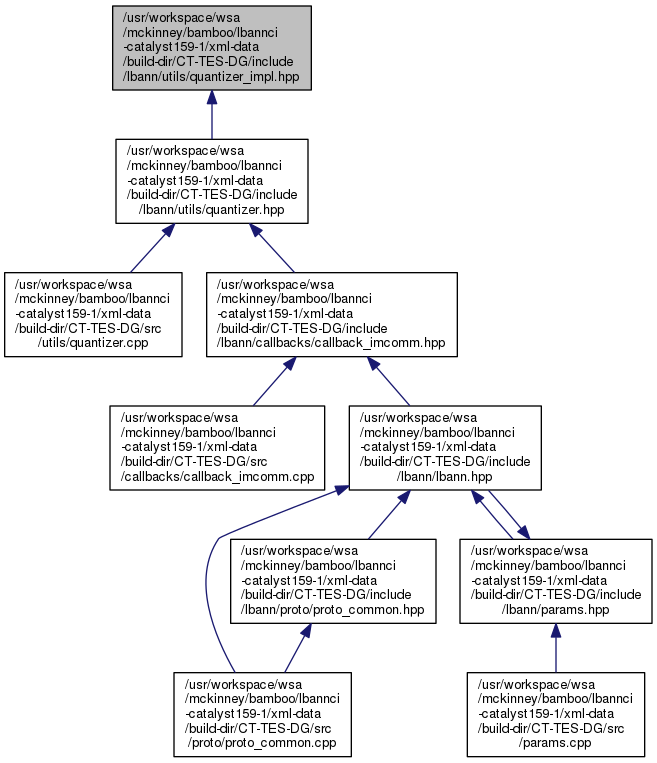 /usr/workspace/wsa
/mckinney/bamboo/lbannci
-catalyst159-1/xml-data
/build-dir/CT-TES-DG/include
/lbann/utils/quantizer_impl.hpp
/usr/workspace/wsa
/mckinney/bamboo/lbannci
-catalyst159-1/xml-data
/build-dir/CT-TES-DG/include
/lbann/utils/quantizer.hpp
/usr/workspace/wsa
/mckinney/bamboo/lbannci
-catalyst159-1/xml-data
/build-dir/CT-TES-DG/src
/utils/quantizer.cpp
/usr/workspace/wsa
/mckinney/bamboo/lbannci
-catalyst159-1/xml-data
/build-dir/CT-TES-DG/include
/lbann/callbacks/callback_imcomm.hpp
/usr/workspace/wsa
/mckinney/bamboo/lbannci
-catalyst159-1/xml-data
/build-dir/CT-TES-DG/src
/callbacks/callback_imcomm.cpp
/usr/workspace/wsa
/mckinney/bamboo/lbannci
-catalyst159-1/xml-data
/build-dir/CT-TES-DG/include
/lbann/lbann.hpp
/usr/workspace/wsa
/mckinney/bamboo/lbannci
-catalyst159-1/xml-data
/build-dir/CT-TES-DG/include
/lbann/proto/proto_common.hpp
/usr/workspace/wsa
/mckinney/bamboo/lbannci
-catalyst159-1/xml-data
/build-dir/CT-TES-DG/include
/lbann/params.hpp
/usr/workspace/wsa
/mckinney/bamboo/lbannci
-catalyst159-1/xml-data
/build-dir/CT-TES-DG/src
/proto/proto_common.cpp
/usr/workspace/wsa
/mckinney/bamboo/lbannci
-catalyst159-1/xml-data
/build-dir/CT-TES-DG/src
/params.cpp